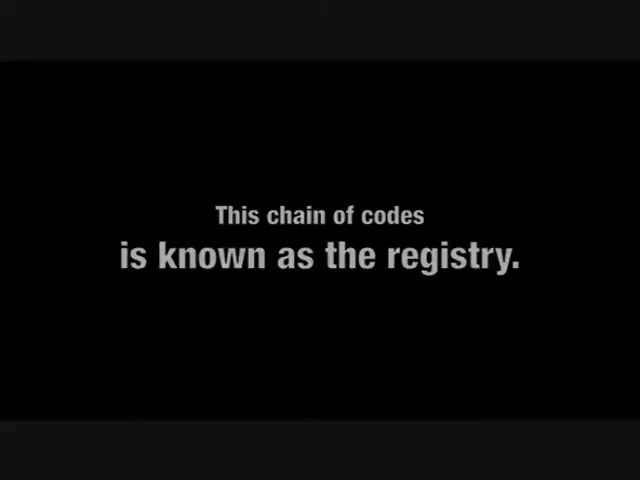 This chain of codes
is known as the registry.